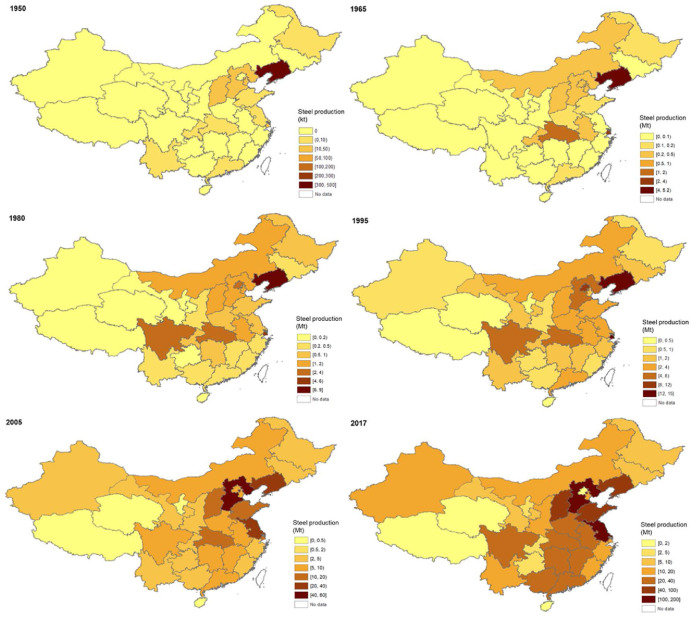 1950
Steel production
(kt)
0
(0, 10)
[10,50)
[50,100)
[100,200)
[200,300)
[300, 500]
No data
1965
Steel production
(Mt)
[0, 0.1)
[0.1, 0.2)
[0.2, 0.5)
[0.5, 1)
[1, 2)
[2, 4)
[4, 5.2)
No data
1980
Steel production
(Mt)
[0, 0.2)
[0.2, 0.5)
[0.5, 1)
[1, 2)
[2, 4)
[4, 6)
[6, 9]
No data
1995
Steel production
(Mt)
[0, 0.5)
[0.5, 1)
[1, 2)
[2, 4)
[4, 8)
[8, 12)
[12, 15]
No data
2005
Steel production
(Mt)
[0, 0.5)
[0.5, 2)
[2, 5)
[5, 10)
[10, 20)
[20, 40)
[40, 60]
No data
2017
Steel production
(Mt)
[0, 2)
[2, 5)
[5, 10)
[10, 20)
[20, 40)
[40, 100)
[100, 200]
No data